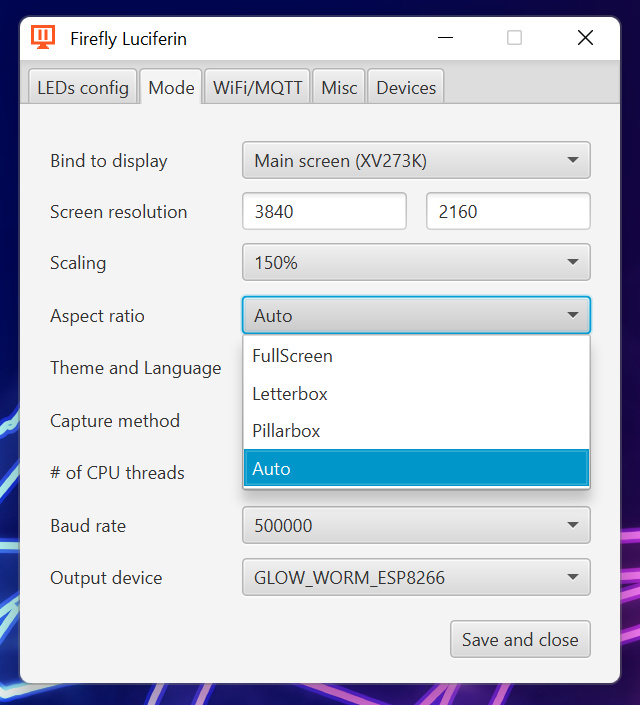 Firefly Luciferin
LEDs config Mode WiFi/MQTT Misc Devices
Bind to display Main screen (XV273K)
Screen resolution 3840 2160
Scaling 150%
Aspect ratio Auto
FullScreen
Theme and Language
Letterbox
Capture method
Pillarbox
# of CPU threads
Auto
Baud rate 500000
Output device GLOW_WORM_ESP8266
Save and close